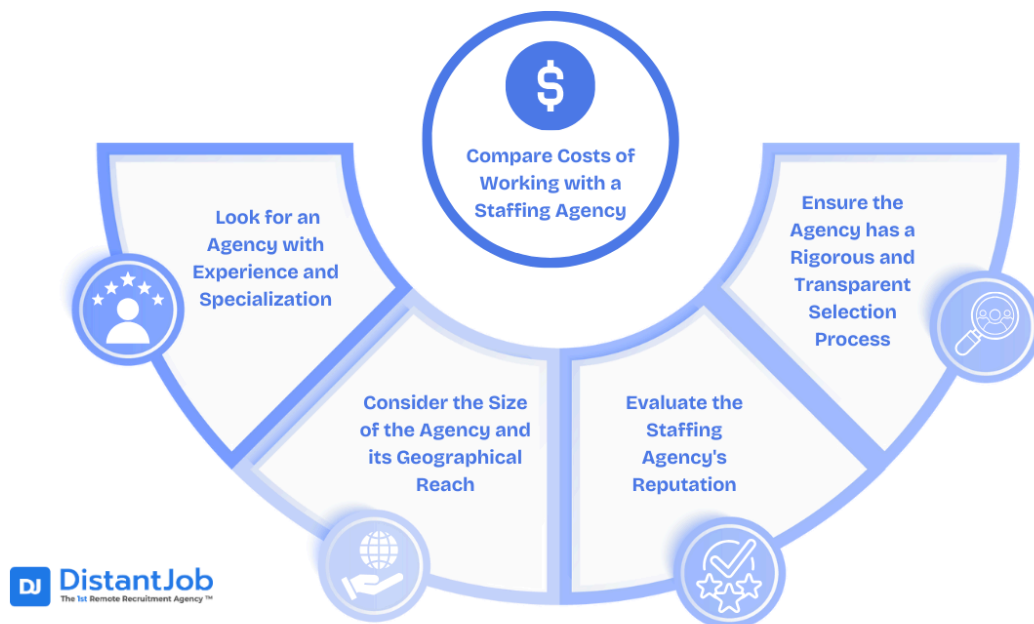 Compare Costs of
Working with a
Staffing Agency
Look for an
Agency with
Experience and
Specialization
Consider the Size
of the Agency and
its Geographical
Reach
Evaluate the
Staffing
Agency's
Reputation
Ensure the
Agency has a
Rigorous and
Transparent
Selection
Process
DJ
DistantJob
The 1st Remote Recruitment Agency ™